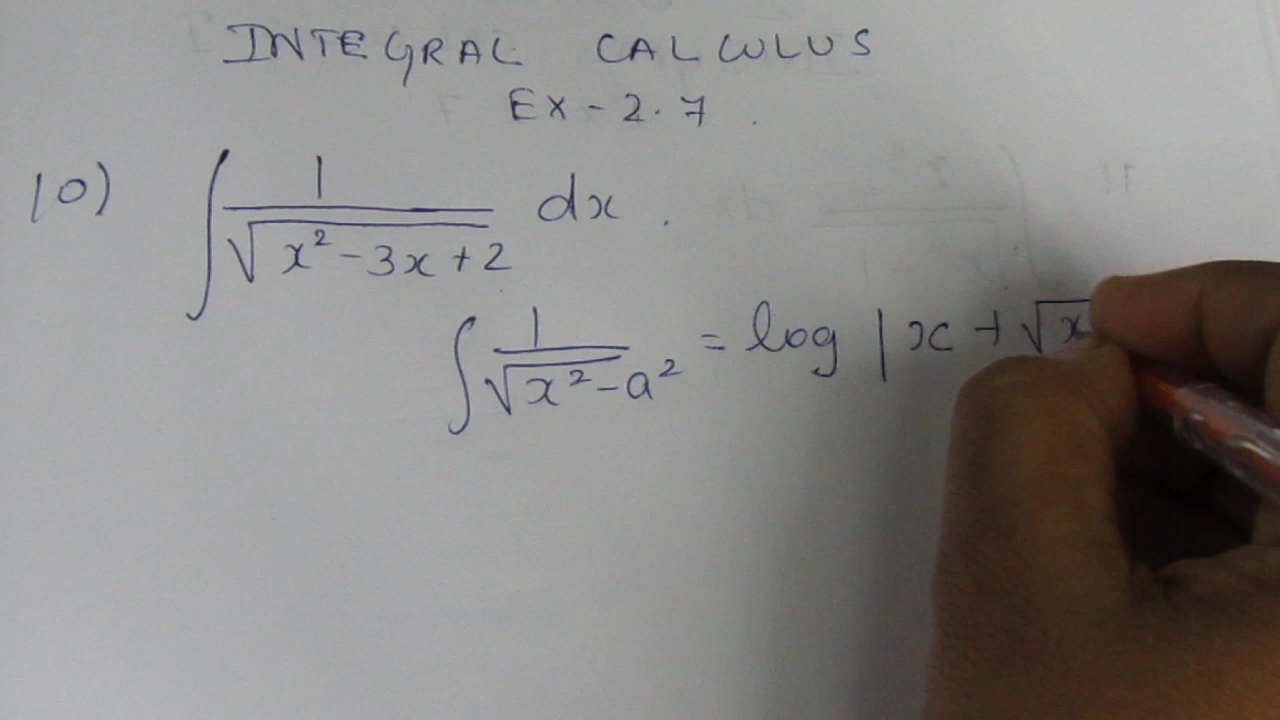 INTEGRAL CALCULUS
EX - 2.7.
10) ∫ 1/√(x² - 3x + 2) dx.
∫ 1/√(x² - a²) = log |x + √x